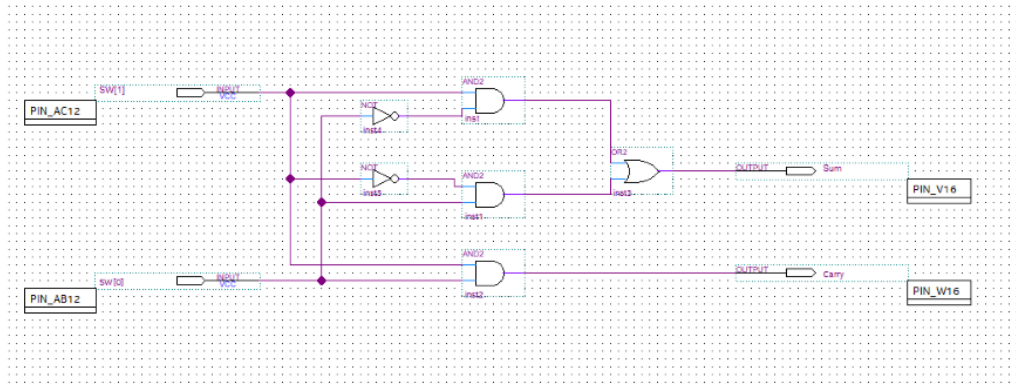 AND2
SW[1]
INPUT
VCC
PIN_AC12
NOT
inst4
inst
OR2
OUTPUT
Sum
NOT
inst5
AND2
inst1
inst3
PIN_V16
AND2
SW[0]
INPUT
VCC
PIN_AB12
inst2
OUTPUT
Carry
PIN_W16